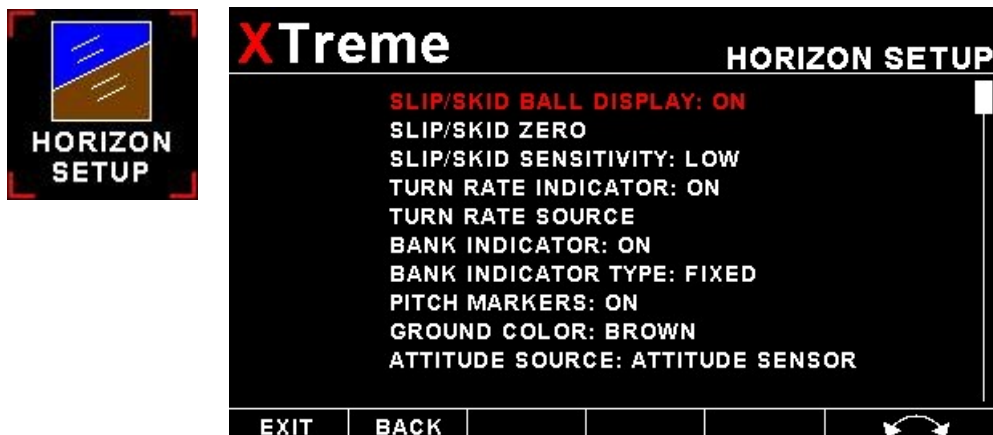 HORIZON
SETUP
XTreme
HORIZON SETUP
SLIP/SKID BALL DISPLAY: ON
SLIP/SKID ZERO
SLIP/SKID SENSITIVITY: LOW
TURN RATE INDICATOR: ON
TURN RATE SOURCE
BANK INDICATOR: ON
BANK INDICATOR TYPE: FIXED
PITCH MARKERS: ON
GROUND COLOR: BROWN
ATTITUDE SOURCE: ATTITUDE SENSOR
EXIT BACK